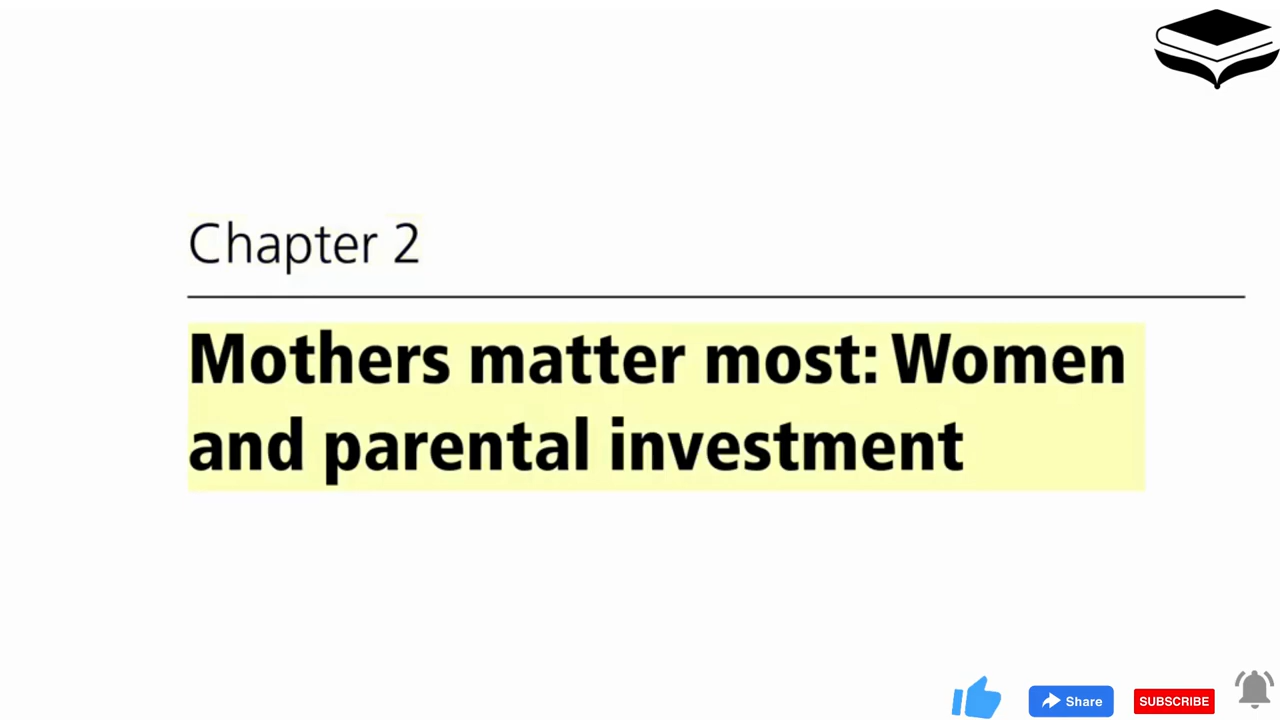 Chapter 2
Mothers matter most: Women
and parental investment
Share
SUBSCRIBE